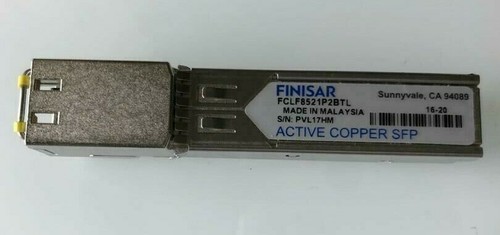 FINISAR
FCLF8521P2BTL
MADE IN MALAYSIA
S/N: PVL17HM
ACTIVE COPPER SFP
Sunnyvale, CA 94089
16-20